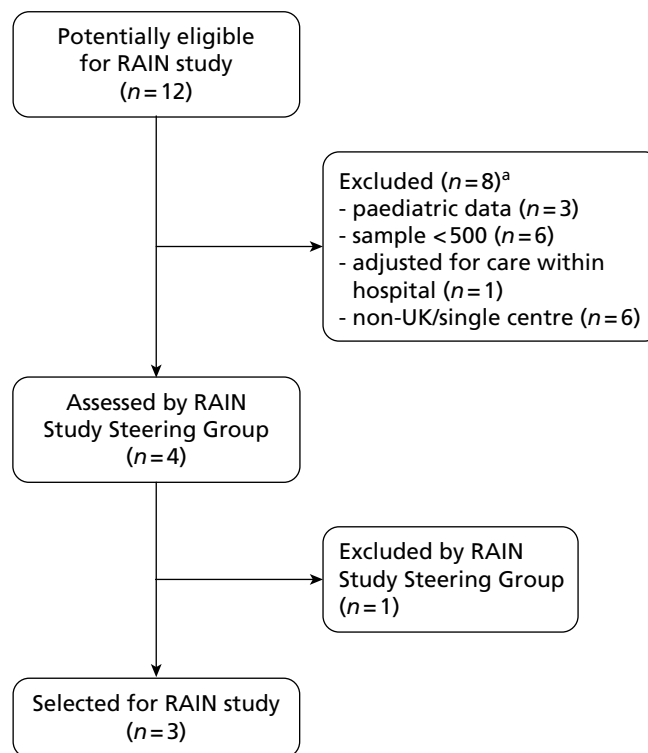 Potentially eligible
for RAIN study
(n=12)
Excluded (n=8)a
- paediatric data (n=3)
- sample <500 (n=6)
- adjusted for care within
hospital (n=1)
- non-UK/single centre (n=6)
Assessed by RAIN
Study Steering Group
(n=4)
Excluded by RAIN
Study Steering Group
(n=1)
Selected for RAIN study
(n=3)